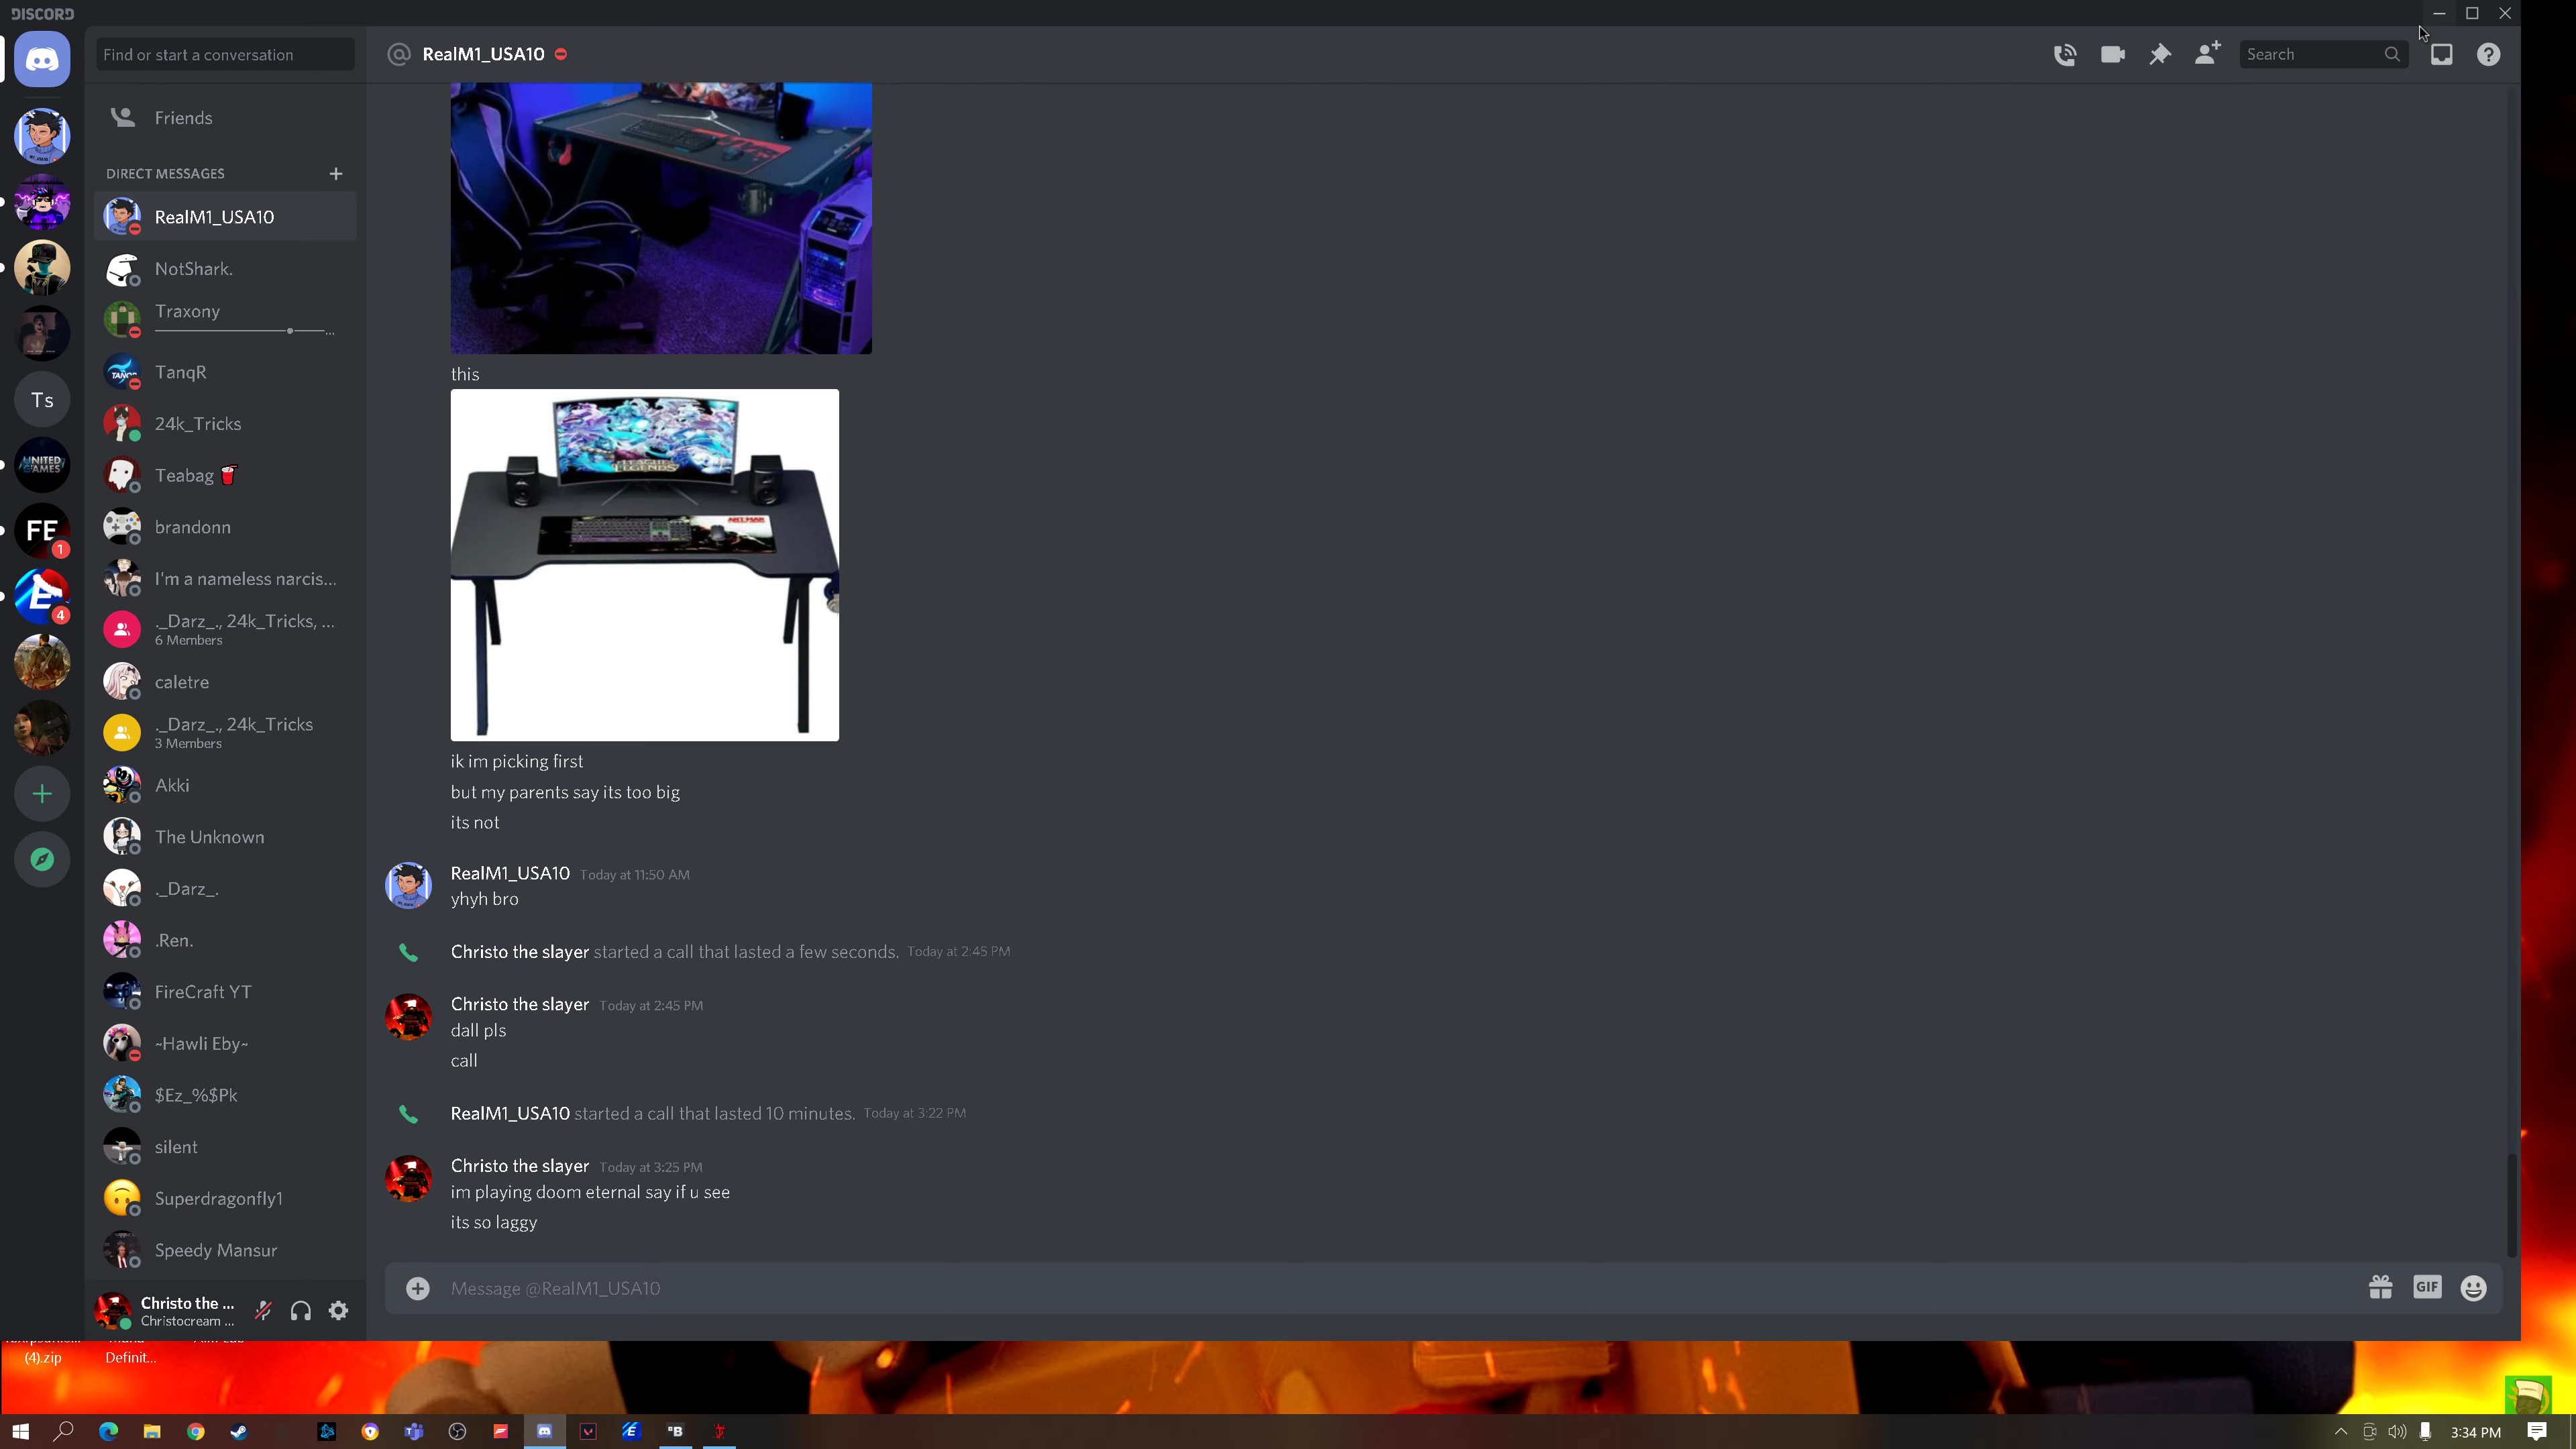 DISCORD
Find or start a conversation
RealM1_USA10
Search
Friends
DIRECT MESSAGES
RealM1_USA10
NotShark.
Traxony
TanqR
24k_Tricks
Teabag
brandonn
I'm a nameless narcis...
._Darz_., 24k_Tricks, ...
6 Members
caletre
._Darz_., 24k_Tricks
3 Members
Akki
The Unknown
._Darz_.
.Ren.
FireCraft YT
~Hawli Eby~
$Ez_%$Pk
silent
Superdragonfly1
Speedy Mansur
Christo the ...
Christocream ...
Ts
UNITED
GAMES
FE
1
E
4
this
LEGENDS
ik im picking first
but my parents say its too big
its not
RealM1_USA10 Today at 11:50 AM
yhyh bro
Christo the slayer started a call that lasted a few seconds. Today at 2:45 PM
Christo the slayer Today at 2:45 PM
dall pls
call
RealM1_USA10 started a call that lasted 10 minutes. Today at 3:22 PM
Christo the slayer Today at 3:25 PM
im playing doom eternal say if u see
its so laggy
Message @RealM1_USA10
GIF
(4).zip
Definit...
3:34 PM